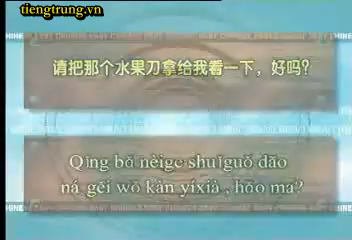 tiengtrung.vn
请把那个水果刀拿给我看一下，好吗？
Qǐng bǎ nèige shuǐguǒ dāo
ná gěi wǒ kàn yíxià , hǎo ma?